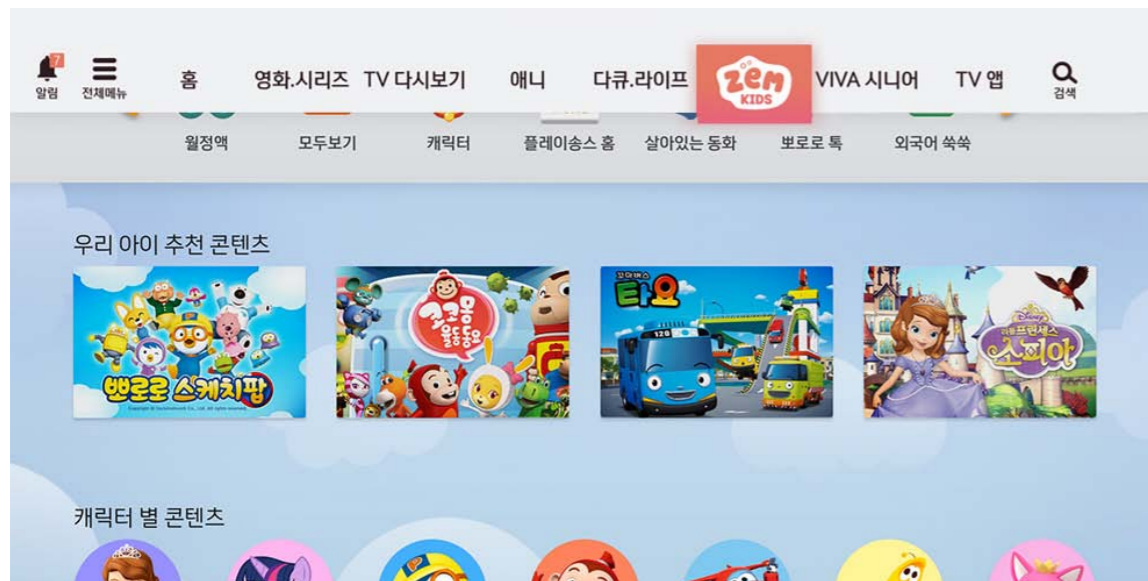 7
알림
전체메뉴
홈
영화.시리즈
TV 다시보기
애니
다큐.라이프
zem
KIDS
VIVA 시니어
TV 앱
검색
월정액
모두보기
캐릭터
플레이송스 홈
살아있는 동화
뽀로로 톡
외국어 쑥쑥
우리 아이 추천 콘텐츠
뽀로로 스케치팝
코코몽
율동동요
꼬마버스
타요
120
Disney
리틀프린세스
소피아
캐릭터 별 콘텐츠
P